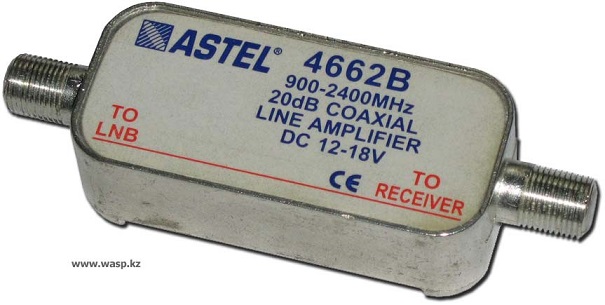 ASTEL®
4662B
900-2400MHz
20dB COAXIAL
LINE AMPLIFIER
DC 12-18V
TO
LNB
CE
TO
RECEIVER
www.wasp.kz